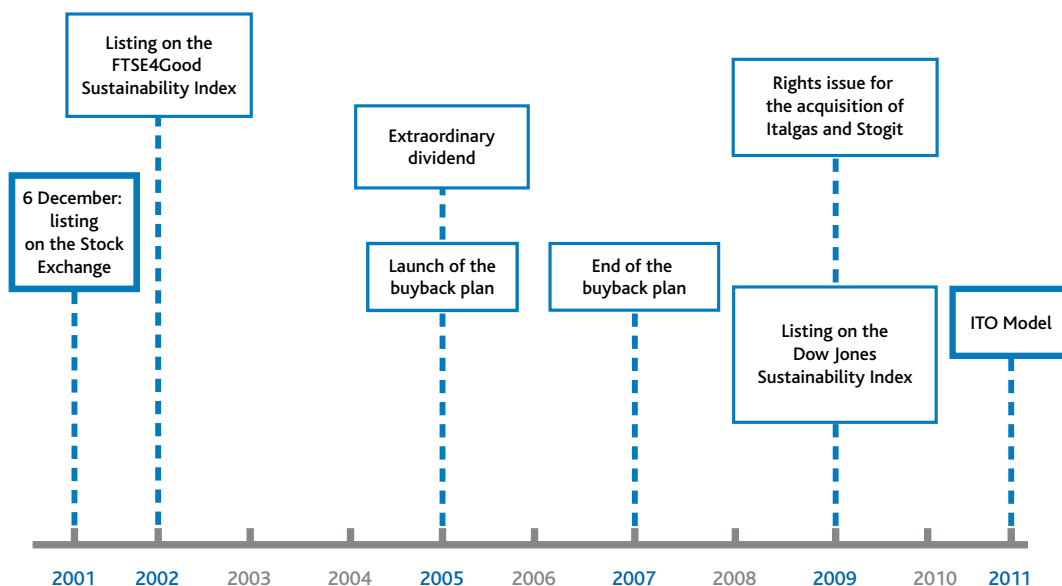 Listing on the
FTSE4Good
Sustainability Index
6 December:
listing
on the Stock
Exchange
Extraordinary
dividend
Launch of the
buyback plan
End of the
buyback plan
Rights issue for
the acquisition of
Italgas and Stogit
Listing on the
Dow Jones
Sustainability Index
ITO Model
2001 2002 2003 2004 2005 2006 2007 2008 2009 2010 2011